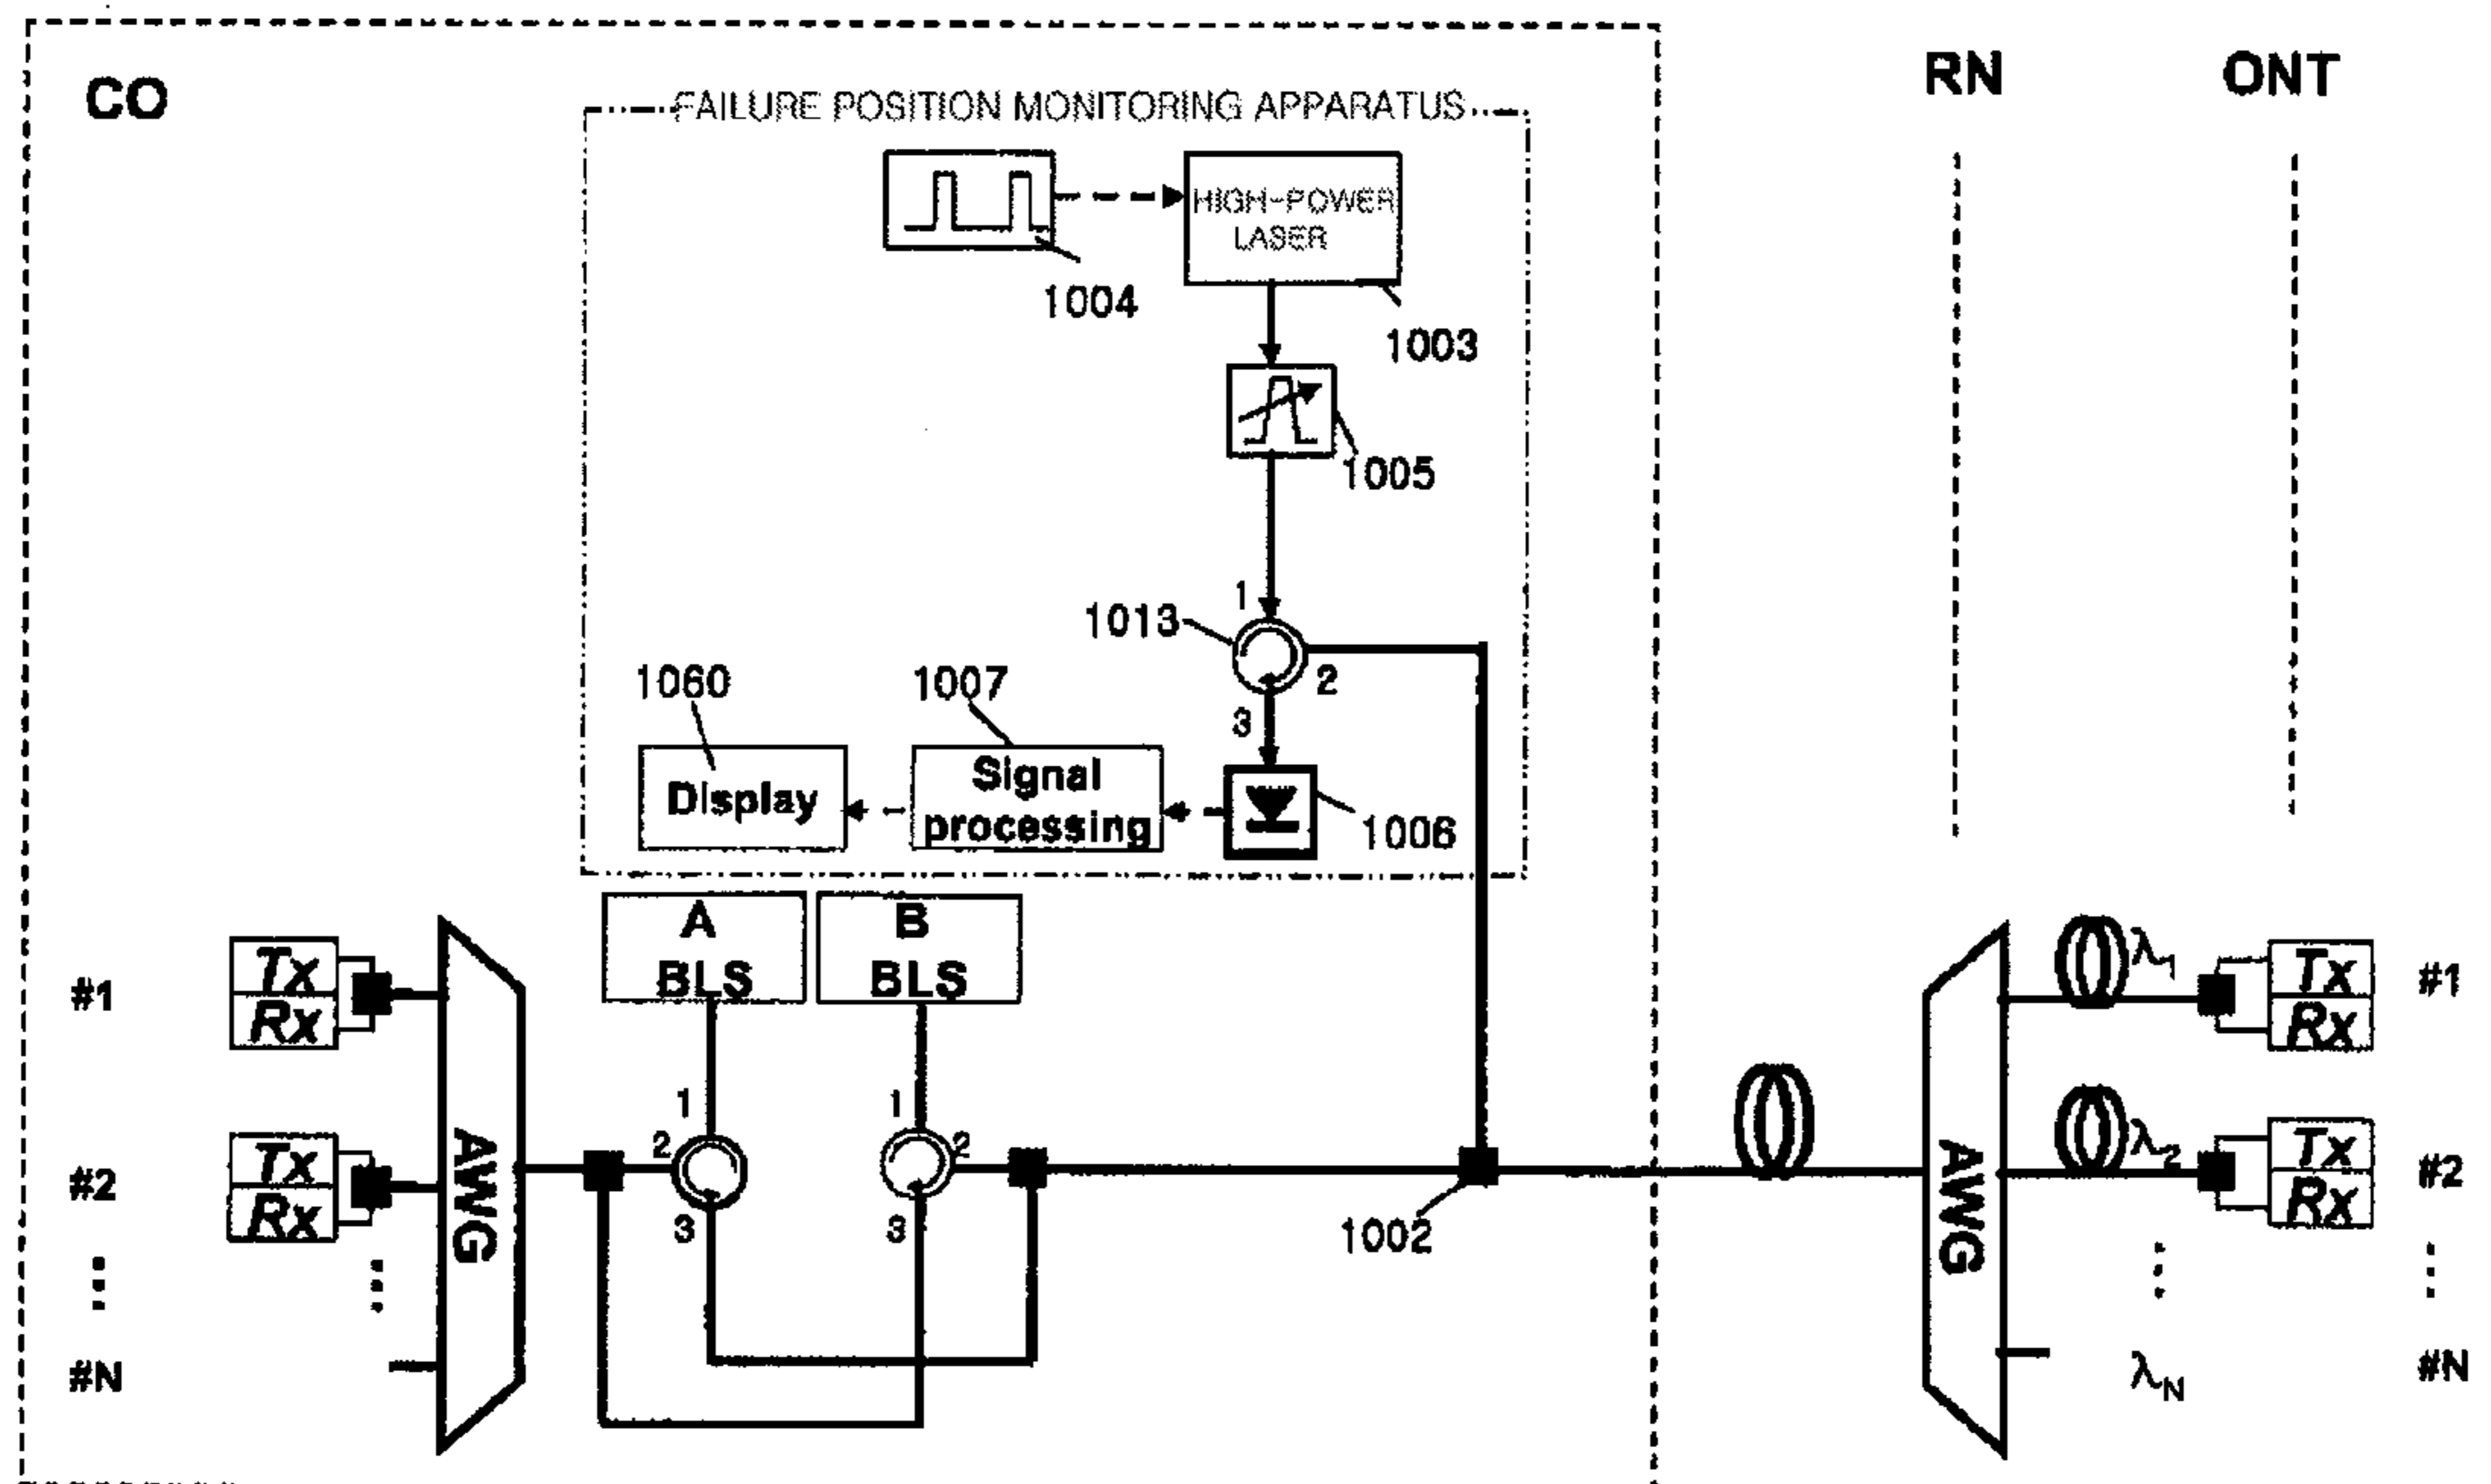 CO
RN
ONT
FAILURE POSITION MONITORING APPARATUS
HIGH-POWER
LASER
1004
1003
1005
1
1013
2
3
1060
1007
Display
Signal
processing
1006
A
BLS
B
BLS
#1
Tx
Rx
1
2
3
1
2
3
#2
Tx
Rx
AWG
#N
1002
AWG
λ1
Tx
Rx
#1
λ2
Tx
Rx
#2
λN
#N